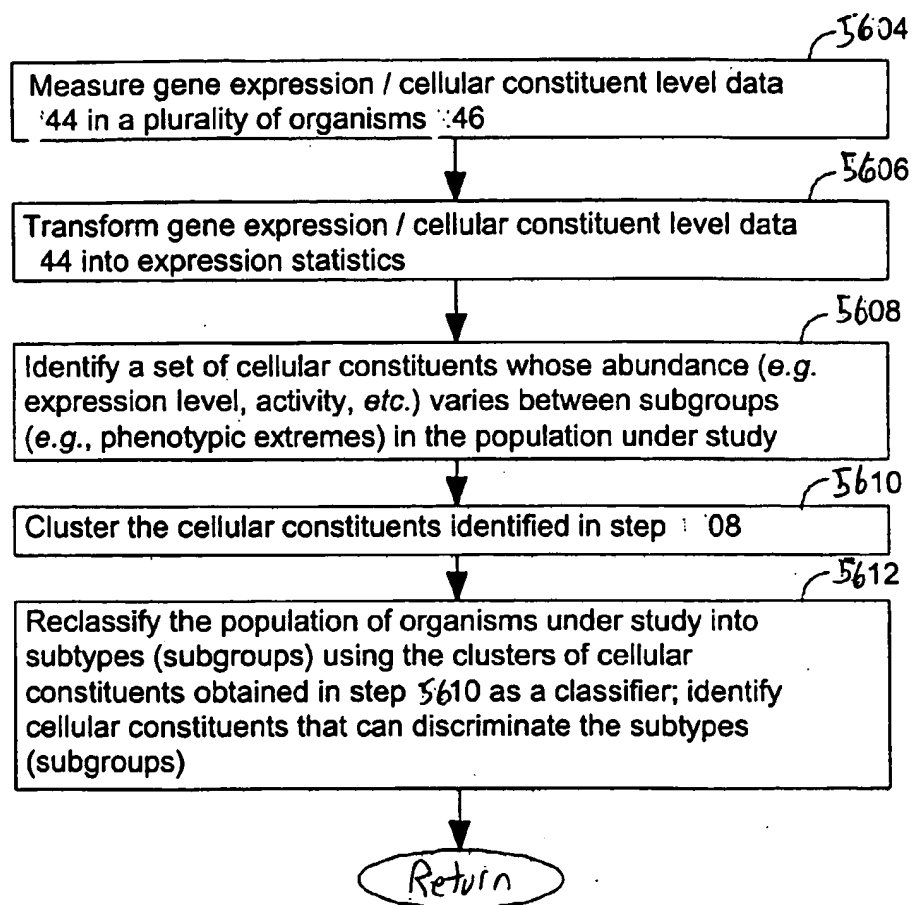 5604
Measure gene expression / cellular constituent level data
44 in a plurality of organisms 46
5606
Transform gene expression / cellular constituent level data
44 into expression statistics
5608
Identify a set of cellular constituents whose abundance (e.g.
expression level, activity, etc.) varies between subgroups
(e.g., phenotypic extremes) in the population under study
5610
Cluster the cellular constituents identified in step 08
5612
Reclassify the population of organisms under study into
subtypes (subgroups) using the clusters of cellular
constituents obtained in step 5610 as a classifier; identify
cellular constituents that can discriminate the subtypes
(subgroups)
Return